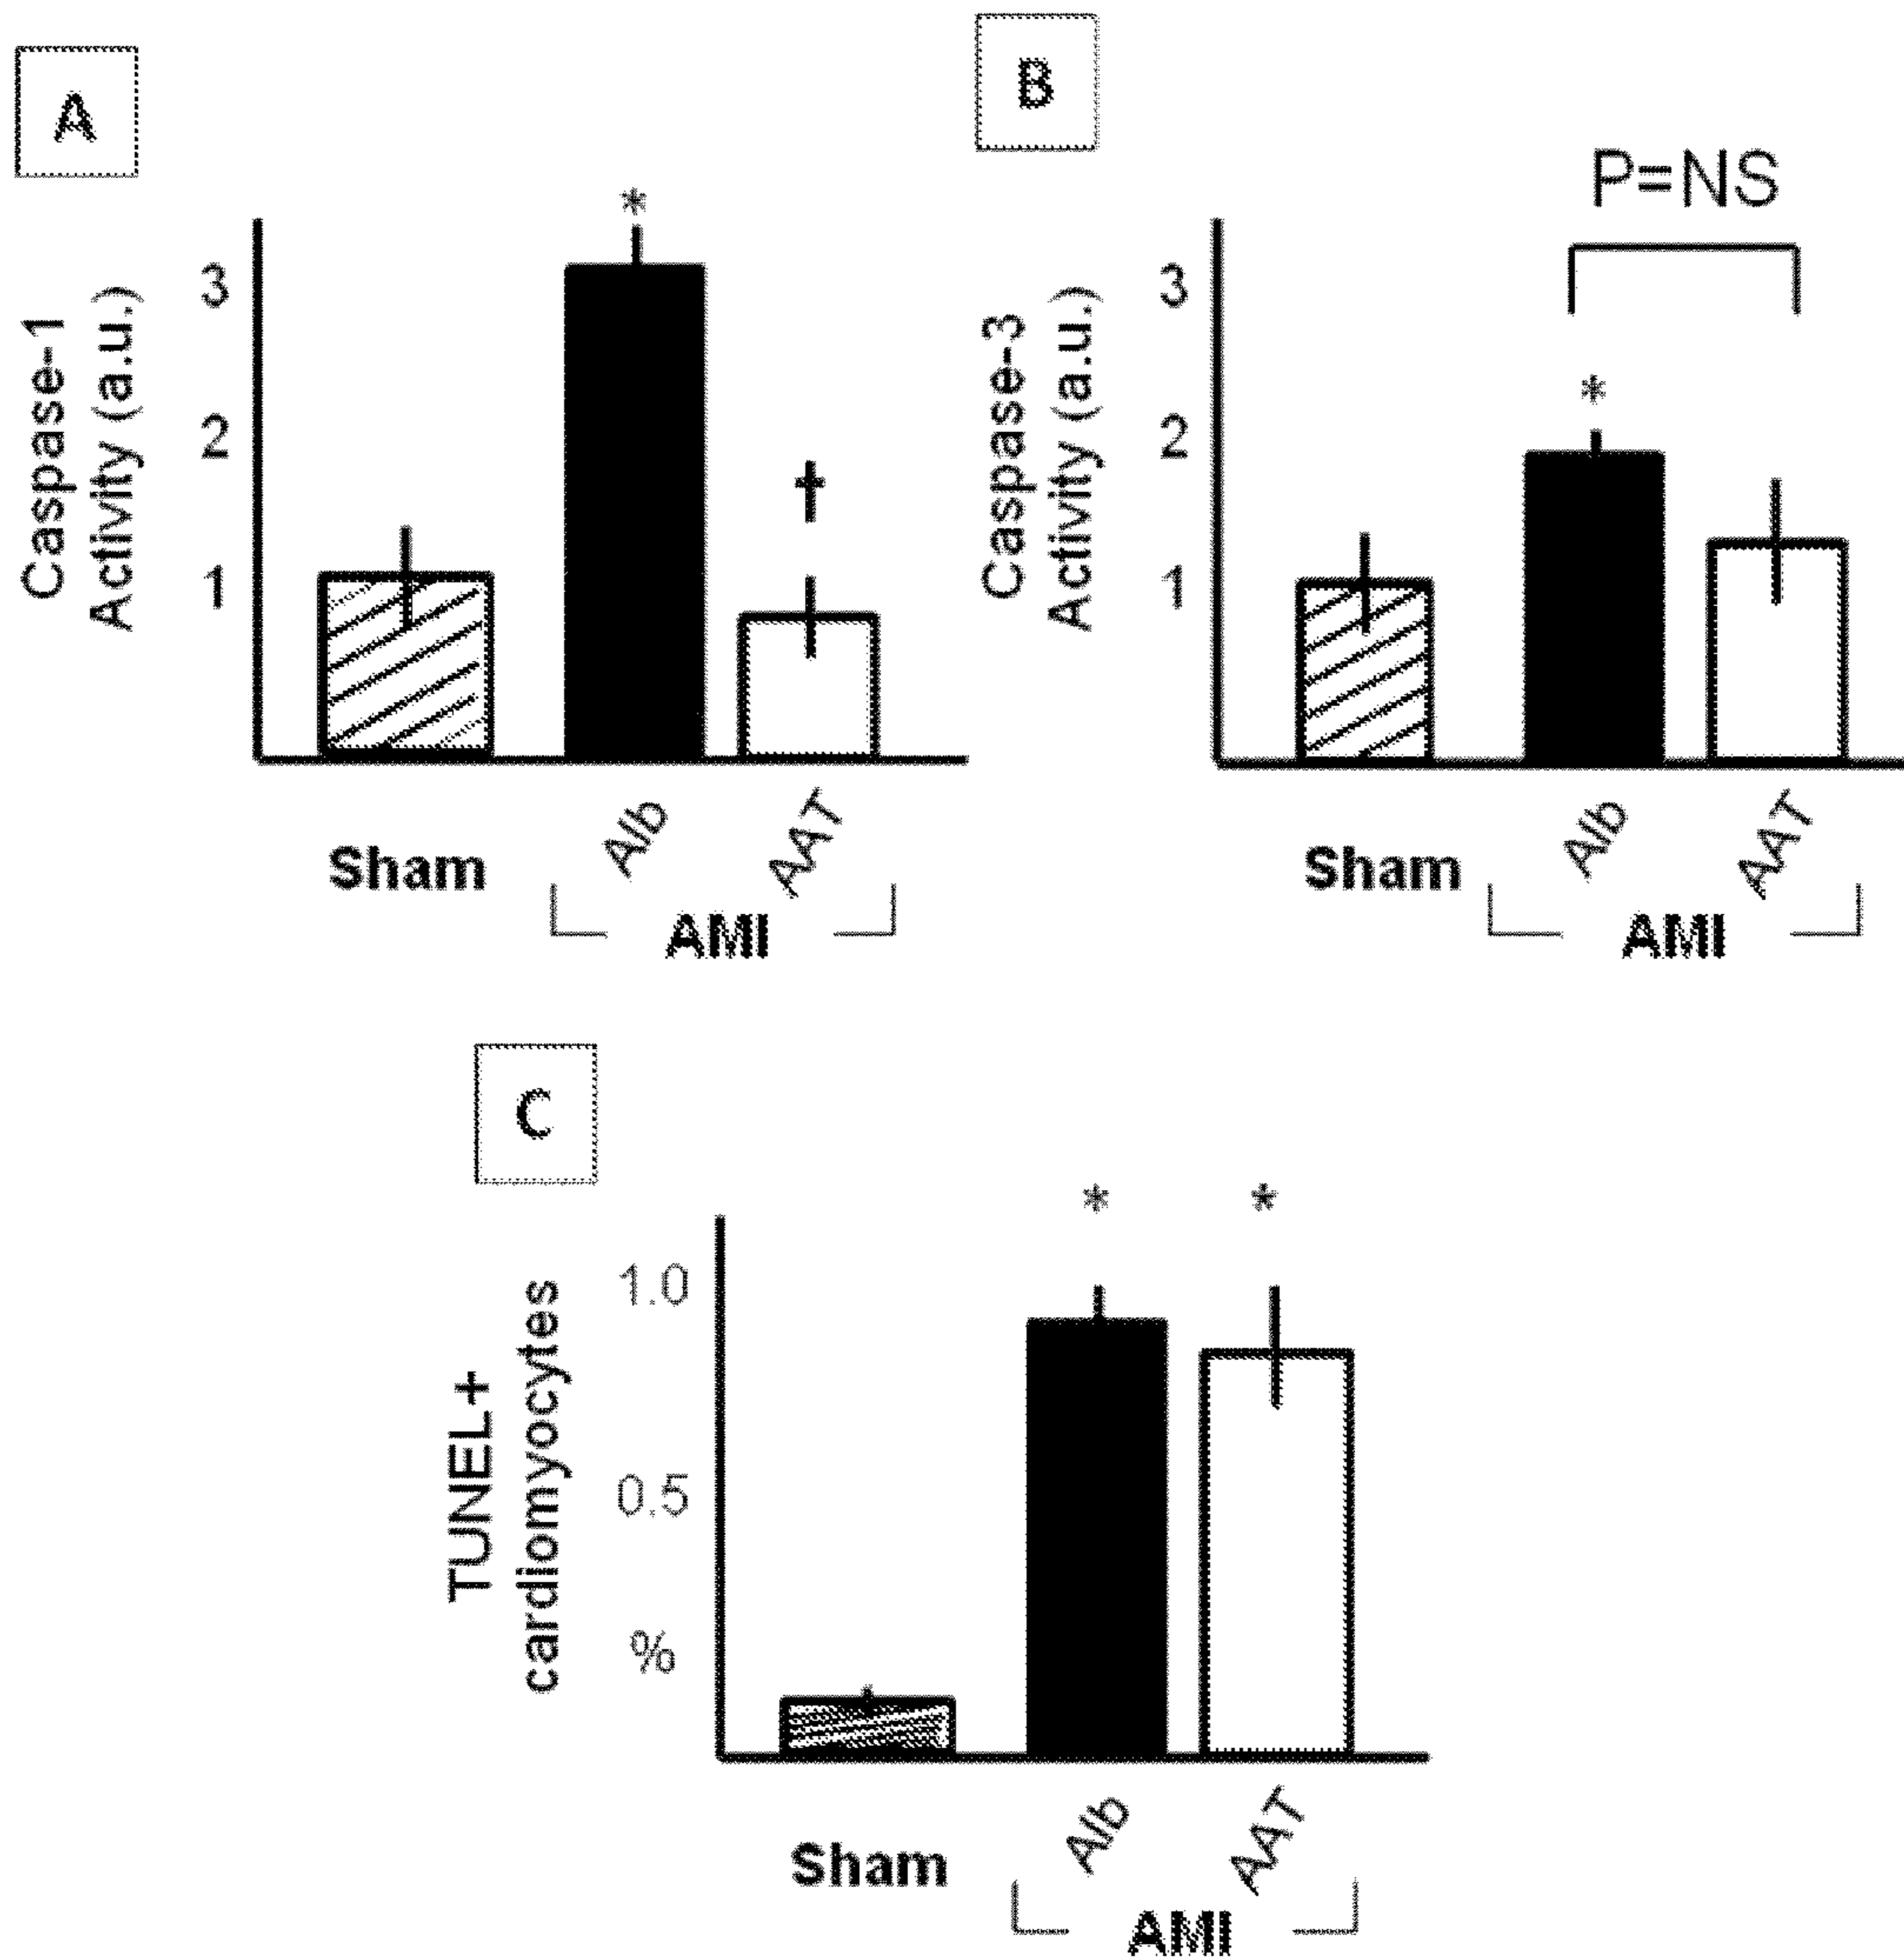 A
Caspase-1
Activity (a.u.)
3
2
1
*
†
Sham
Alb
AAT
AMI
B
P=NS
Caspase-3
Activity (a.u.)
3
2
1
*
Sham
Alb
AAT
AMI
C
TUNEL+
cardiomyocytes
1.0
0.5
%
*
*
Sham
Alb
AAT
AMI